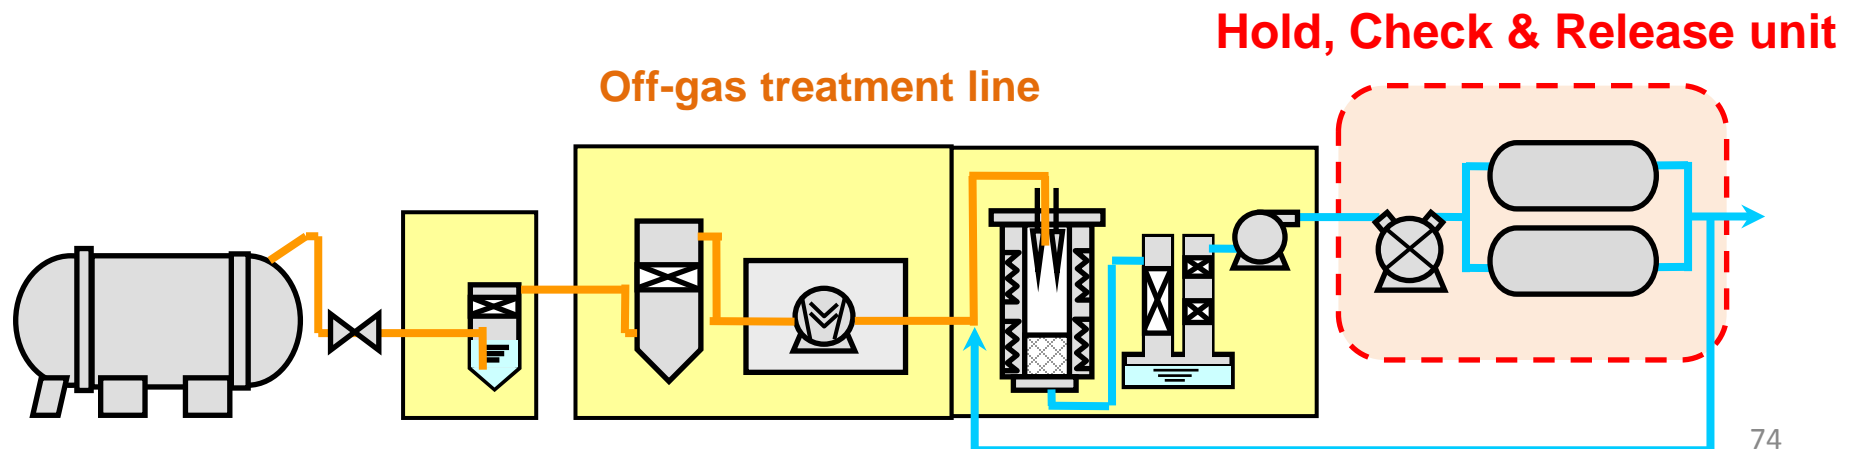 Hold, Check & Release unit
Off-gas treatment line
74